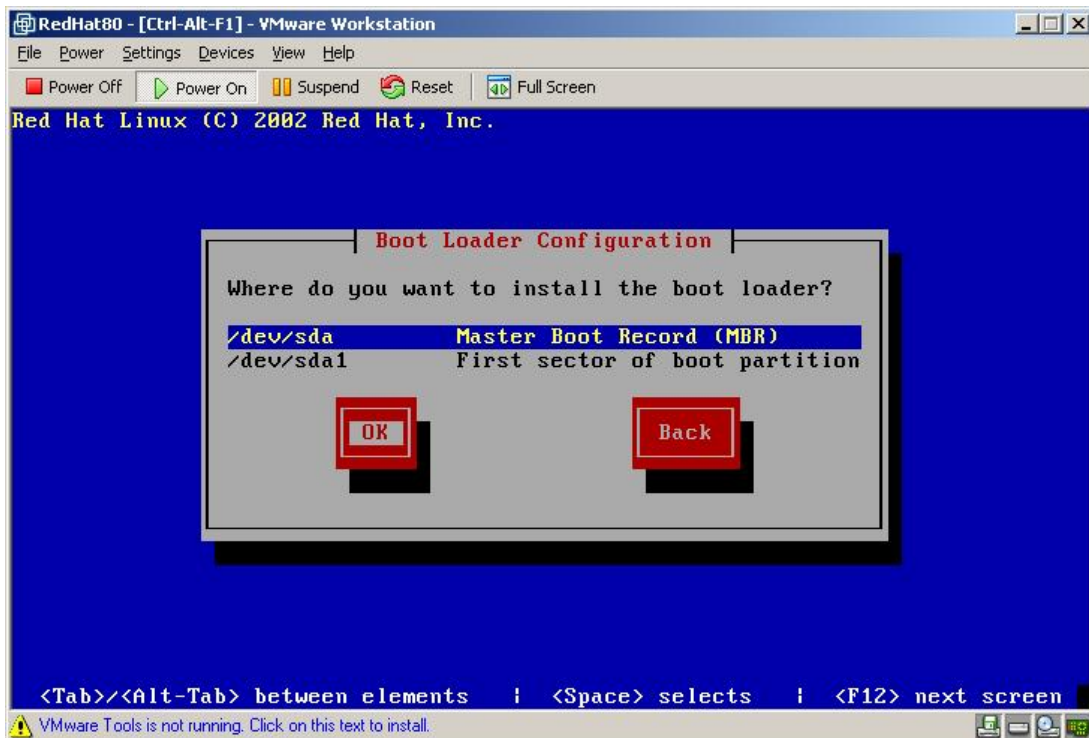 RedHat80 - [Ctrl-Alt-F1] - VMware Workstation
File Power Settings Devices View Help
Power Off Power On Suspend Reset Full Screen
Red Hat Linux (C) 2002 Red Hat, Inc.
Boot Loader Configuration
Where do you want to install the boot loader?
/dev/sda Master Boot Record (MBR)
/dev/sda1 First sector of boot partition
OK Back
<Tab>/<Alt-Tab> between elements | <Space> selects | <F12> next screen
VMware Tools is not running. Click on this text to install.